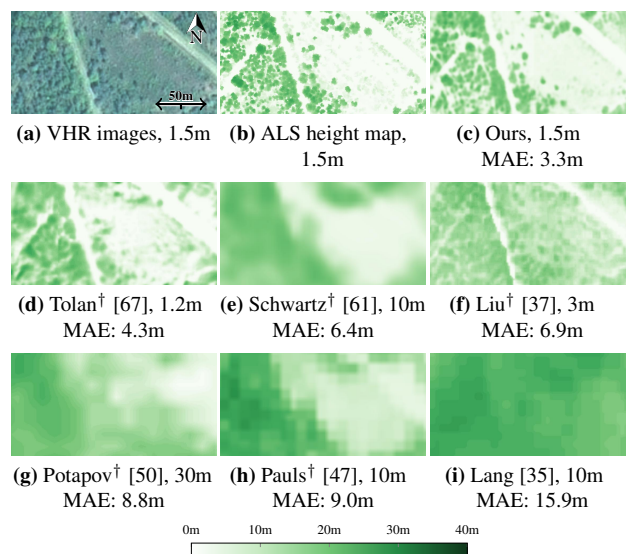 N
50m
(a) VHR images, 1.5m
(b) ALS height map,
1.5m
(c) Ours, 1.5m
MAE: 3.3m
(d) Tolan† [67], 1.2m
MAE: 4.3m
(e) Schwartz† [61], 10m
MAE: 6.4m
(f) Liu† [37], 3m
MAE: 6.9m
(g) Potapov† [50], 30m
MAE: 8.8m
(h) Pauls† [47], 10m
MAE: 9.0m
(i) Lang [35], 10m
MAE: 15.9m
0m 10m 20m 30m 40m